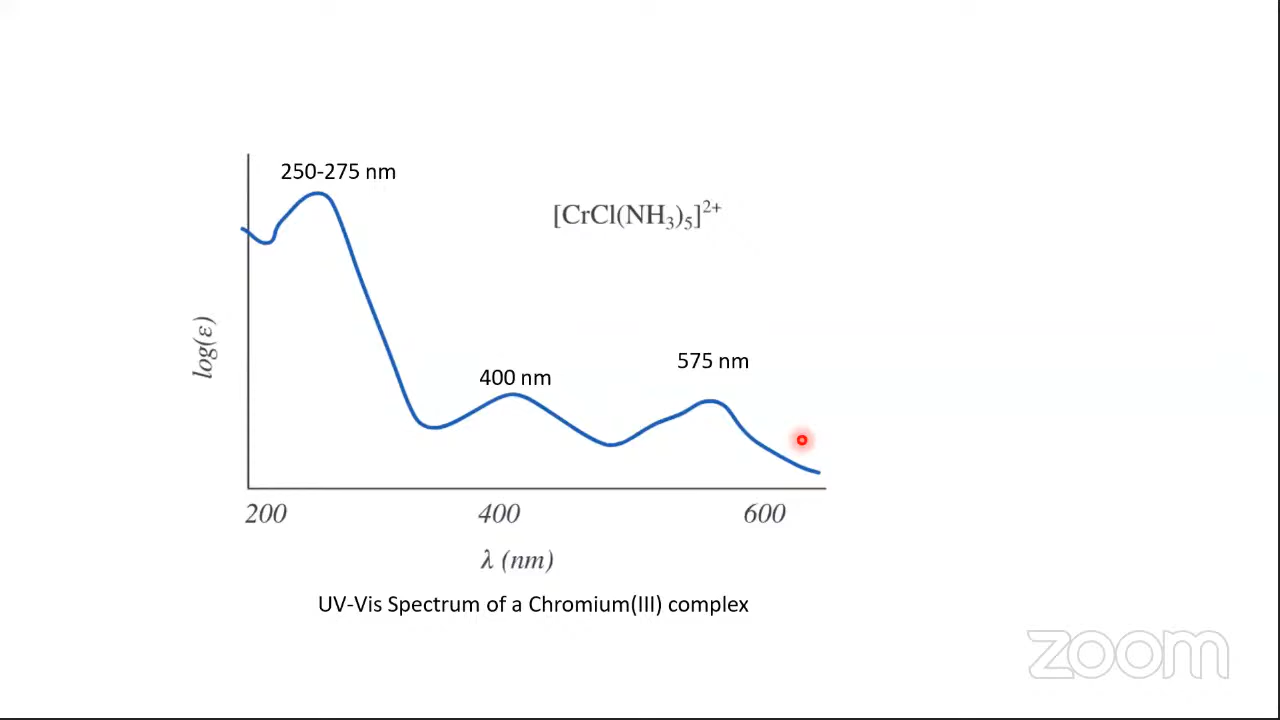 250-275 nm
[CrCl(NH₃)₅]²⁺
log(ε)
400 nm
575 nm
200 400 600
λ (nm)
UV-Vis Spectrum of a Chromium(III) complex
zoom